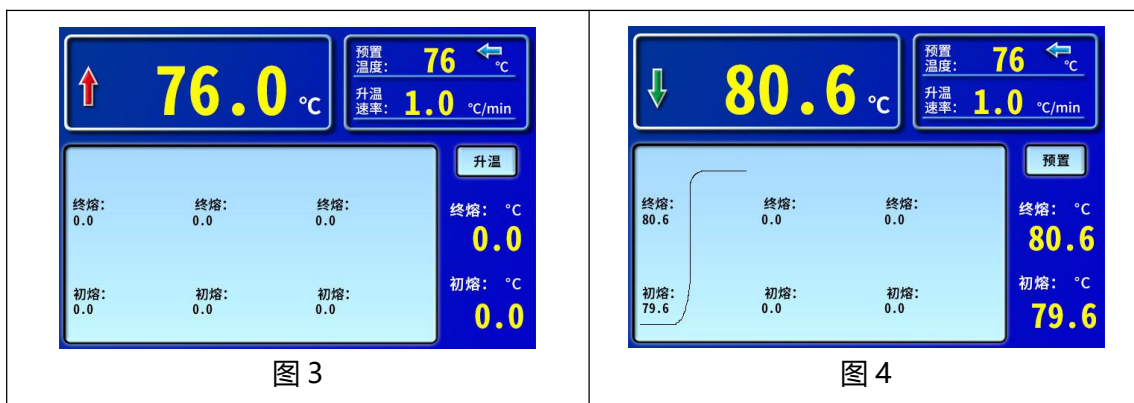 76.0 ℃
预置
温度： 76 ℃
升温
速率： 1.0 ℃/min
升温
终熔： 终熔： 终熔：
0.0 0.0 0.0
初熔： 初熔： 初熔：
0.0 0.0 0.0
终熔： ℃
0.0
初熔： ℃
0.0
图 3
80.6 ℃
预置
温度： 76 ℃
升温
速率： 1.0 ℃/min
预置
终熔： 终熔： 终熔：
80.6 0.0 0.0
初熔： 初熔： 初熔：
79.6 0.0 0.0
终熔： ℃
80.6
初熔： ℃
79.6
图 4